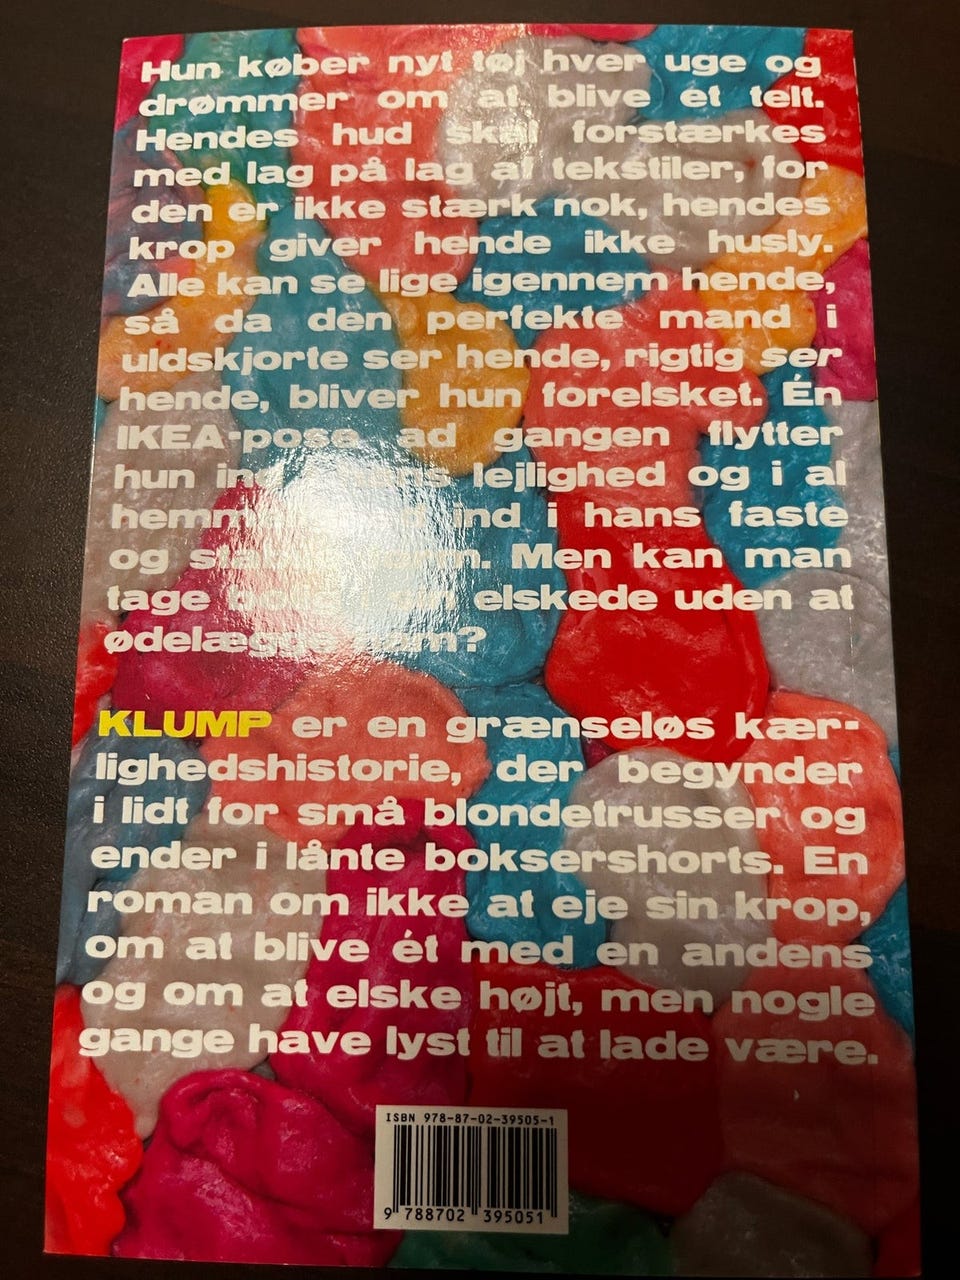 Hun køber nyt tøj hver uge og
drømmer om at blive et telt.
Hendes hud skal forstærkes
med lag på lag af tekstiler, for
den er ikke stærk nok, hendes
krop giver hende ikke husly.
Alle kan se lige igennem hende,
så da den perfekte mand i
uldskjorte ser hende, rigtig ser
hende, bliver hun forelsket. Én
IKEA-pose ad gangen flytter
hun ind lejlighed og i al
ind i hans faste
og Men kan man
tage elskede uden at
ødelægge ham?
KLUMP er en grænseløs kær-
lighedshistorie, der begynder
i lidt for små blondetrusser og
ender i lånte boksershorts. En
roman om ikke at eje sin krop,
om at blive ét med en andens
og om at elske højt, men nogle
gange have lyst til at lade være.
ISBN 978-87-02-39505-1
9 788702 395051